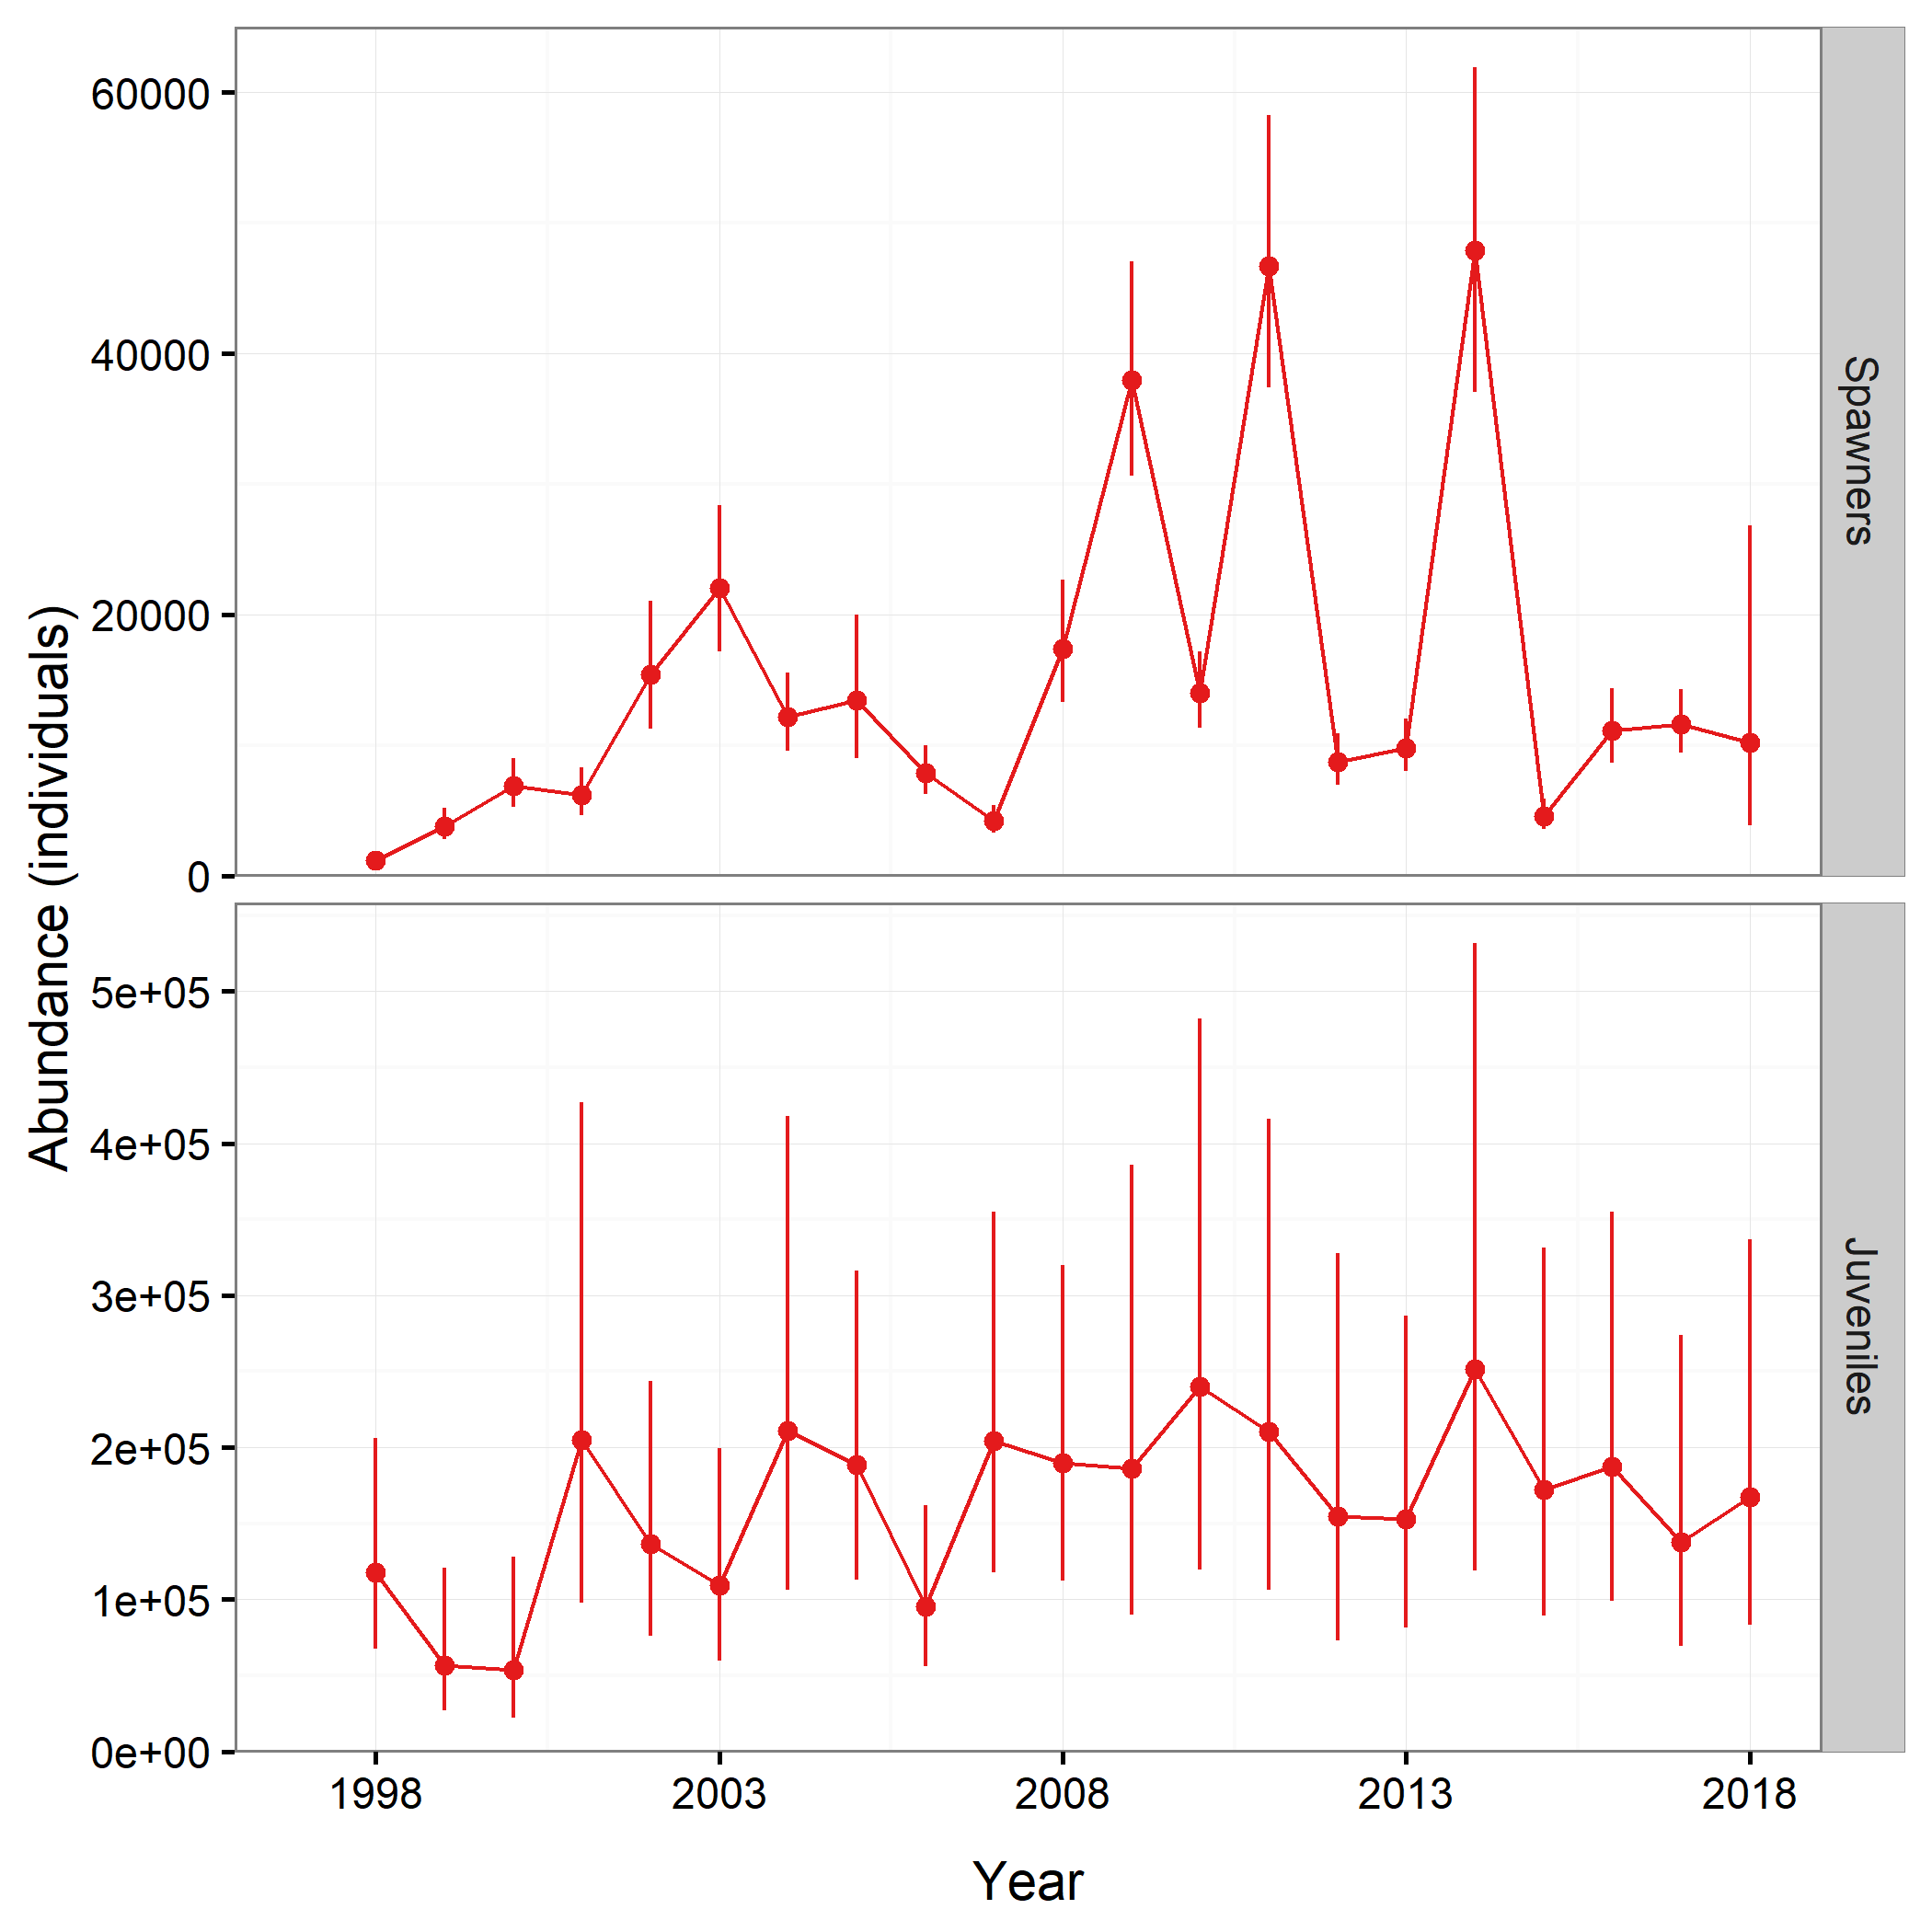 Abundance (individuals)
60000
40000
20000
0
Spawners
5e+05
4e+05
3e+05
2e+05
1e+05
0e+00
Juveniles
1998 2003 2008 2013 2018
Year